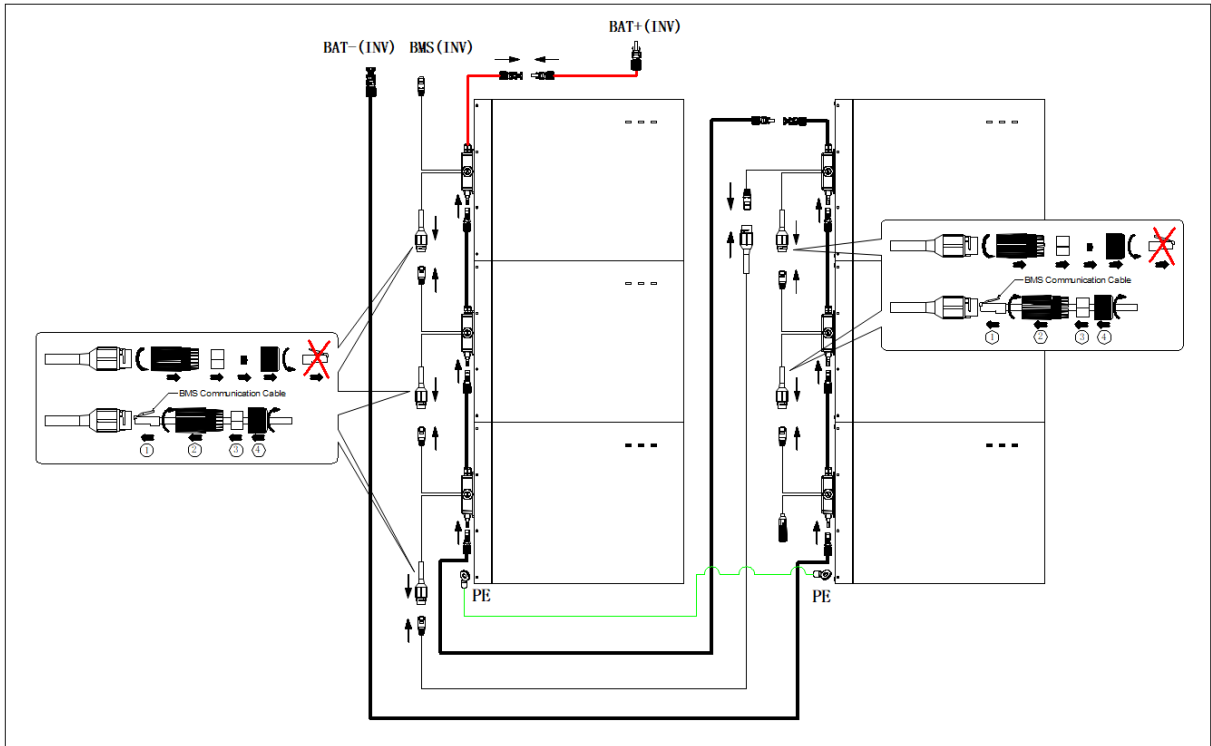 BAT+(INV)
BAT-(INV) BMS(INV)
BMS Communication Cable
① ② ③ ④
BMS Communication Cable
① ② ③ ④
PE
PE